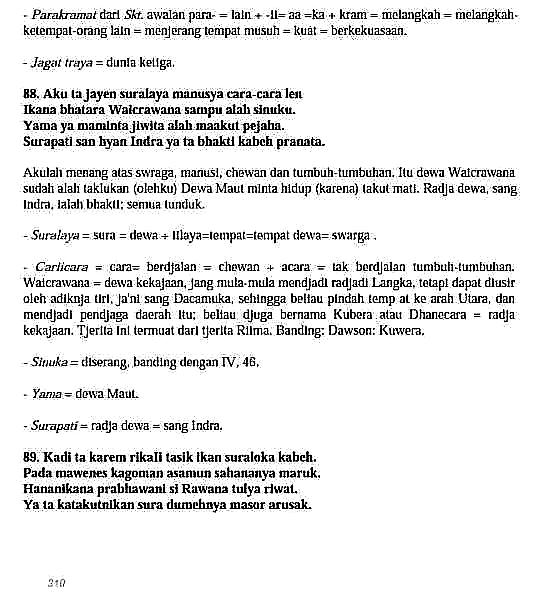 - Parakramat dari Skt. awalan para- = lain + -II= aa =ka + kram = melangkah = melangkah-
ketempat-orang lain = menjerang tempat musuh = kuat = berkekuasaan.
- Jagat traya = dunia ketiga.
88. Aku ta jayen suralaya manusya cara-cara len
Ikana bhatara Waicrawana sampu alah sinuku.
Yama ya maminta jiwita alah maakut pejaha.
Surapati san hyan Indra ya ta bhakti kabeh pranata.
Akulah menang atas swraga, manusi, chewan dan tumbuh-tumbuhan. Itu dewa Waicrawana
sudah alah taklukan (olehku) Dewa Maut minta hidup (karena) takut mati. Radja dewa, sang
Indra, ialah bhakti; semua tunduk.
- Suralaya = sura = dewa + IIlaya=tempat=tempat dewa= swarga .
- Carlicara = cara= berdjalan = chewan + acara = tak berdjalan tumbuh-tumbuhan.
Waicrawana = dewa kekajaan, jang mula-mula mendjadi radjadi Langka, tetapi dapat diusir
oleh adiknja tiri, ja'ni sang Dacamuka, sehingga beliau pindah temp at ke arah Utara, dan
mendjadi pendjaga daerah itu; beliau djuga bernama Kubera atau Dhanecara = radja
kekajaan. Tjerita ini termuat dari tjerita Riima. Banding: Dawson: Kuwera.
- Sinuka = diserang, banding dengan IV, 46.
- Yama = dewa Maut.
- Surapati = radja dewa = sang Indra.
89. Kadi ta karem rikaIi tasik ikan suraloka kabeh.
Pada mawenes kagoman asamun sahananya maruk.
Hananikana prabhawani si Rawana tulya riwat.
Ya ta katakutnikan sura dumehnya masor arusak.
210